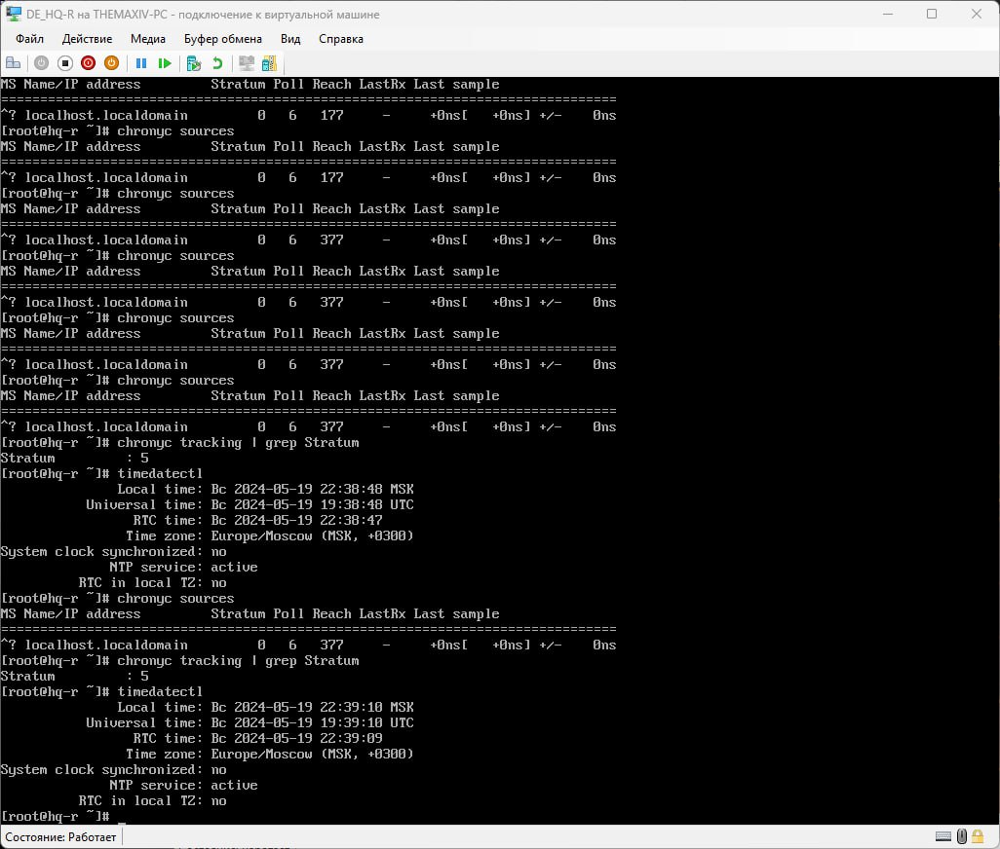 DE_HQ-R на THEMAXIV-PC - подключение к виртуальной машине
Файл Действие Медиа Буфер обмена Вид Справка
MS Name/IP address         Stratum Poll Reach LastRx Last sample
===============================================================================
^? localhost.localdomain         0   6   177     -     +0ns[   +0ns] +/-    0ns
[root@hq-r ~]# chronyc sources
MS Name/IP address         Stratum Poll Reach LastRx Last sample
===============================================================================
^? localhost.localdomain         0   6   177     -     +0ns[   +0ns] +/-    0ns
[root@hq-r ~]# chronyc sources
MS Name/IP address         Stratum Poll Reach LastRx Last sample
===============================================================================
^? localhost.localdomain         0   6   377     -     +0ns[   +0ns] +/-    0ns
[root@hq-r ~]# chronyc sources
MS Name/IP address         Stratum Poll Reach LastRx Last sample
===============================================================================
^? localhost.localdomain         0   6   377     -     +0ns[   +0ns] +/-    0ns
[root@hq-r ~]# chronyc sources
MS Name/IP address         Stratum Poll Reach LastRx Last sample
===============================================================================
^? localhost.localdomain         0   6   377     -     +0ns[   +0ns] +/-    0ns
[root@hq-r ~]# chronyc sources
MS Name/IP address         Stratum Poll Reach LastRx Last sample
===============================================================================
^? localhost.localdomain         0   6   377     -     +0ns[   +0ns] +/-    0ns
[root@hq-r ~]# chronyc tracking | grep Stratum
Stratum         : 5
[root@hq-r ~]# timedatectl
               Local time: Вс 2024-05-19 22:38:48 MSK
           Universal time: Вс 2024-05-19 19:38:48 UTC
                 RTC time: Вс 2024-05-19 22:38:47
                Time zone: Europe/Moscow (MSK, +0300)
System clock synchronized: no
              NTP service: active
          RTC in local TZ: no
[root@hq-r ~]# chronyc sources
MS Name/IP address         Stratum Poll Reach LastRx Last sample
===============================================================================
^? localhost.localdomain         0   6   377     -     +0ns[   +0ns] +/-    0ns
[root@hq-r ~]# chronyc tracking | grep Stratum
Stratum         : 5
[root@hq-r ~]# timedatectl
               Local time: Вс 2024-05-19 22:39:10 MSK
           Universal time: Вс 2024-05-19 19:39:10 UTC
                 RTC time: Вс 2024-05-19 22:39:09
                Time zone: Europe/Moscow (MSK, +0300)
System clock synchronized: no
              NTP service: active
          RTC in local TZ: no
[root@hq-r ~]# _
Состояние: Работает